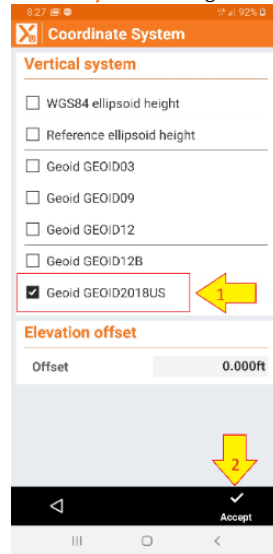 8:27 92%
Coordinate System
Vertical system
WGS84 ellipsoid height
Reference ellipsoid height
Geoid GEOID03
Geoid GEOID09
Geoid GEOID12
Geoid GEOID12B
Geoid GEOID2018US
1
Elevation offset
Offset 0.000ft
2
Accept